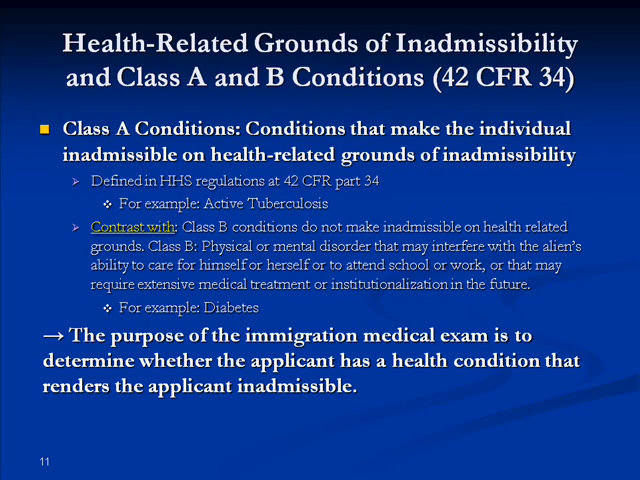 Health-Related Grounds of Inadmissibility
and Class A and B Conditions (42 CFR 34)
Class A Conditions: Conditions that make the individual
inadmissible on health-related grounds of inadmissibility
Defined in HHS regulations at 42 CFR part 34
For example: Active Tuberculosis
Contrast with: Class B conditions do not make inadmissible on health related
grounds. Class B: Physical or mental disorder that may interfere with the alien's
ability to care for himself or herself or to attend school or work, or that may
require extensive medical treatment or institutionalization in the future.
For example: Diabetes
→ The purpose of the immigration medical exam is to
determine whether the applicant has a health condition that
renders the applicant inadmissible.
11